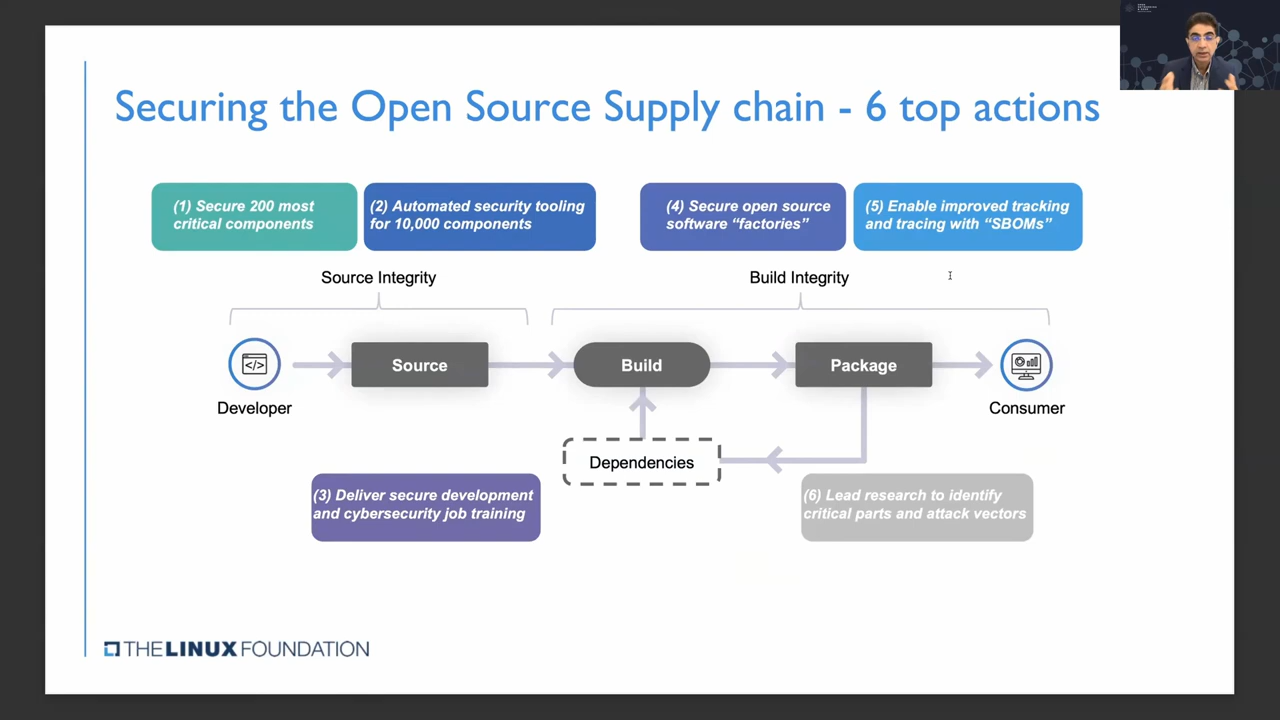 Securing the Open Source Supply chain - 6 top actions
(1) Secure 200 most
critical components
(2) Automated security tooling
for 10,000 components
(4) Secure open source
software “factories”
(5) Enable improved tracking
and tracing with “SBOMs”
Source Integrity
Build Integrity
</>
Source
Build
Package
Developer
Consumer
Dependencies
(3) Deliver secure development
and cybersecurity job training
(6) Lead research to identify
critical parts and attack vectors
THE LINUX FOUNDATION